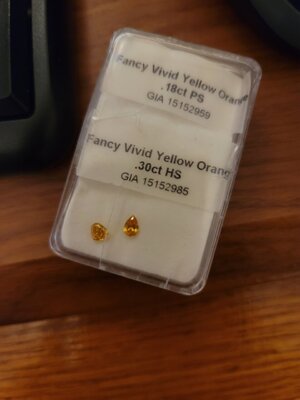 Fancy Vivid Yellow Orange
.18ct PS
GIA 15152959
Fancy Vivid Yellow Orang
.30ct HS
GIA 15152985